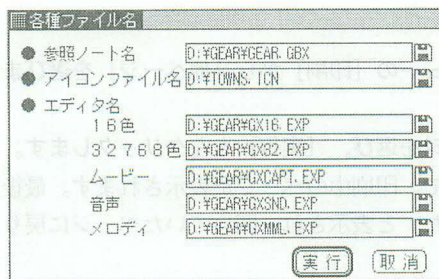 各種ファイル名
● 参照ノート名 D:¥GEAR¥GEAR.GBX
● アイコンファイル名 D:¥TOWNS.ICN
● エディタ名
16色 D:¥GEAR¥GX16.EXP
32768色 D:¥GEAR¥GX32.EXP
ムービー D:¥GEAR¥GXCAPT.EXP
音声 D:¥GEAR¥GXSND.EXP
メロディ D:¥GEAR¥GXMML.EXP
実行 取消